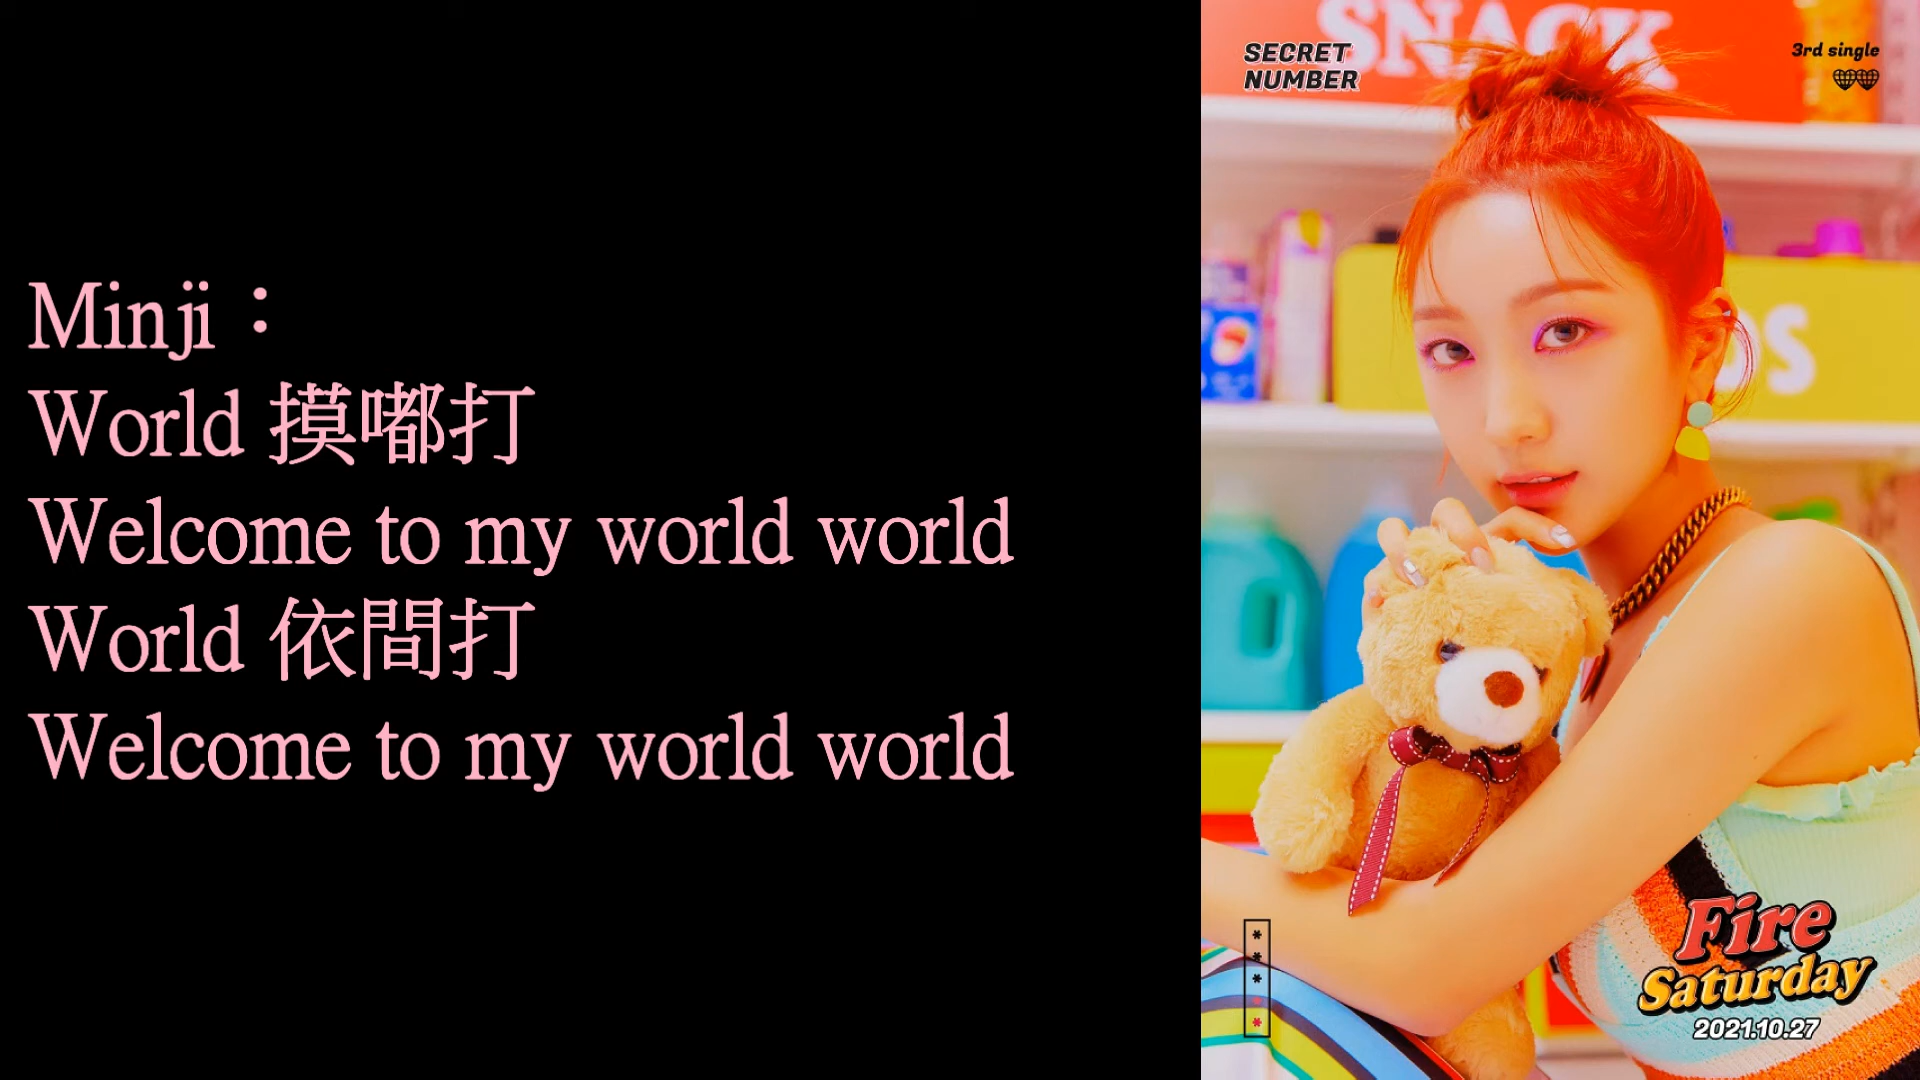 Minji：
World 摸嘟打
Welcome to my world world
World 依間打
Welcome to my world world
SNACK
SECRET
NUMBER
3rd single
OS
Fire
Saturday
2021.10.27